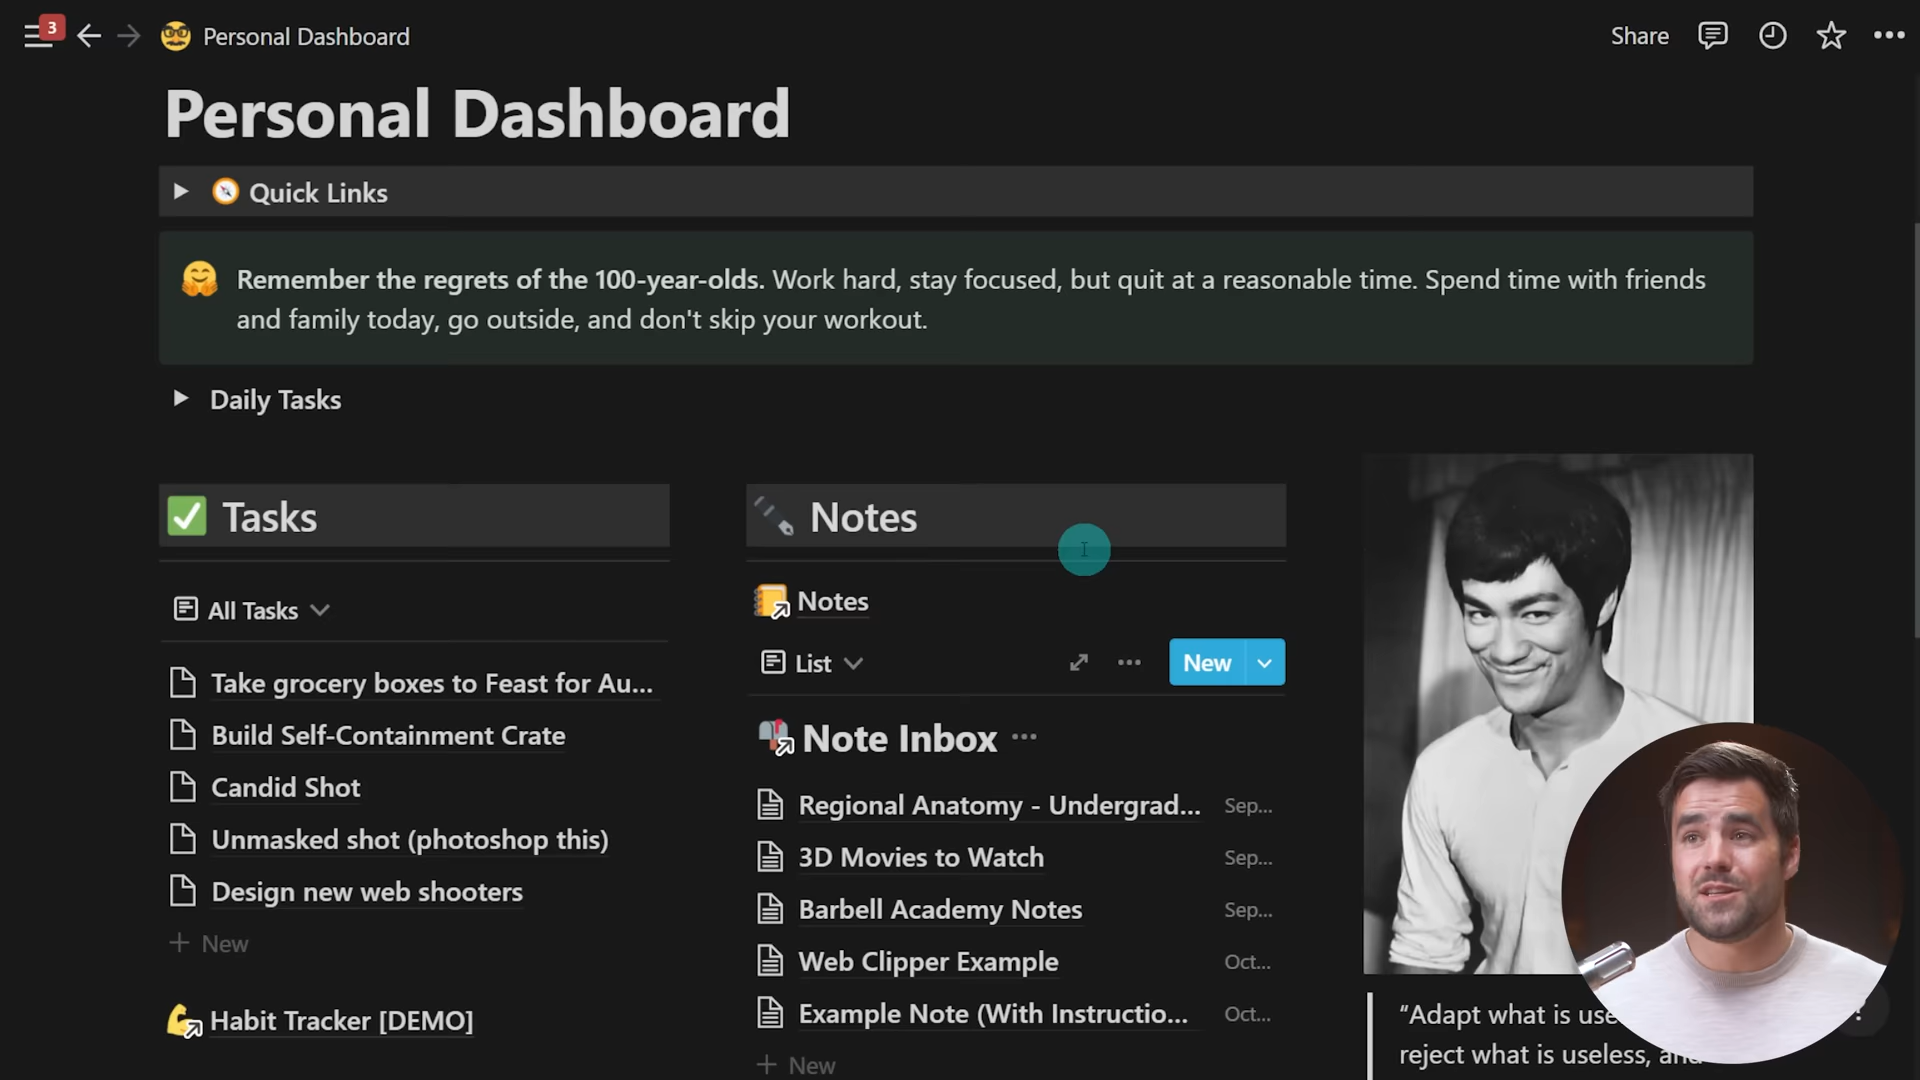 3
Personal Dashboard
Share
Personal Dashboard
Quick Links
Remember the regrets of the 100-year-olds. Work hard, stay focused, but quit at a reasonable time. Spend time with friends
and family today, go outside, and don't skip your workout.
Daily Tasks
Tasks
All Tasks
Take grocery boxes to Feast for Au...
Build Self-Containment Crate
Candid Shot
Unmasked shot (photoshop this)
Design new web shooters
New
Habit Tracker [DEMO]
Notes
Notes
List
New
Note Inbox
Regional Anatomy - Undergrad... Sep...
3D Movies to Watch Sep...
Barbell Academy Notes Sep...
Web Clipper Example Oct...
Example Note (With Instructio... Oct...
New
“Adapt what is
reject what is useless,